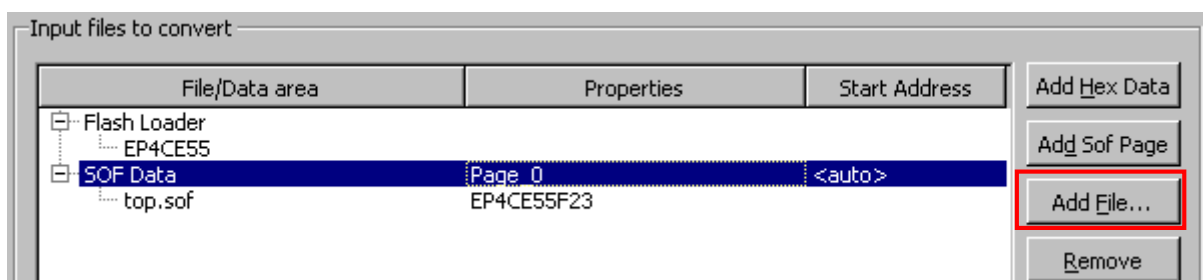 Input files to convert
File/Data area Properties Start Address Add Hex Data
Flash Loader
EP4CE55 Add Sof Page
SOF Data Page_0 <auto>
top.sof EP4CE55F23 Add File...
Remove